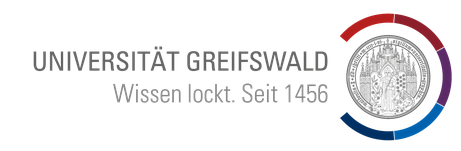 UNIVERSITÄT GREIFSWALD
Wissen lockt. Seit 1456